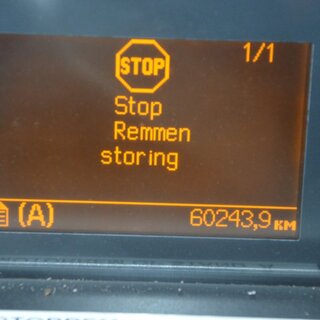 STOP 1/1
Stop
Remmen
storing
(A) 60243,9 KM